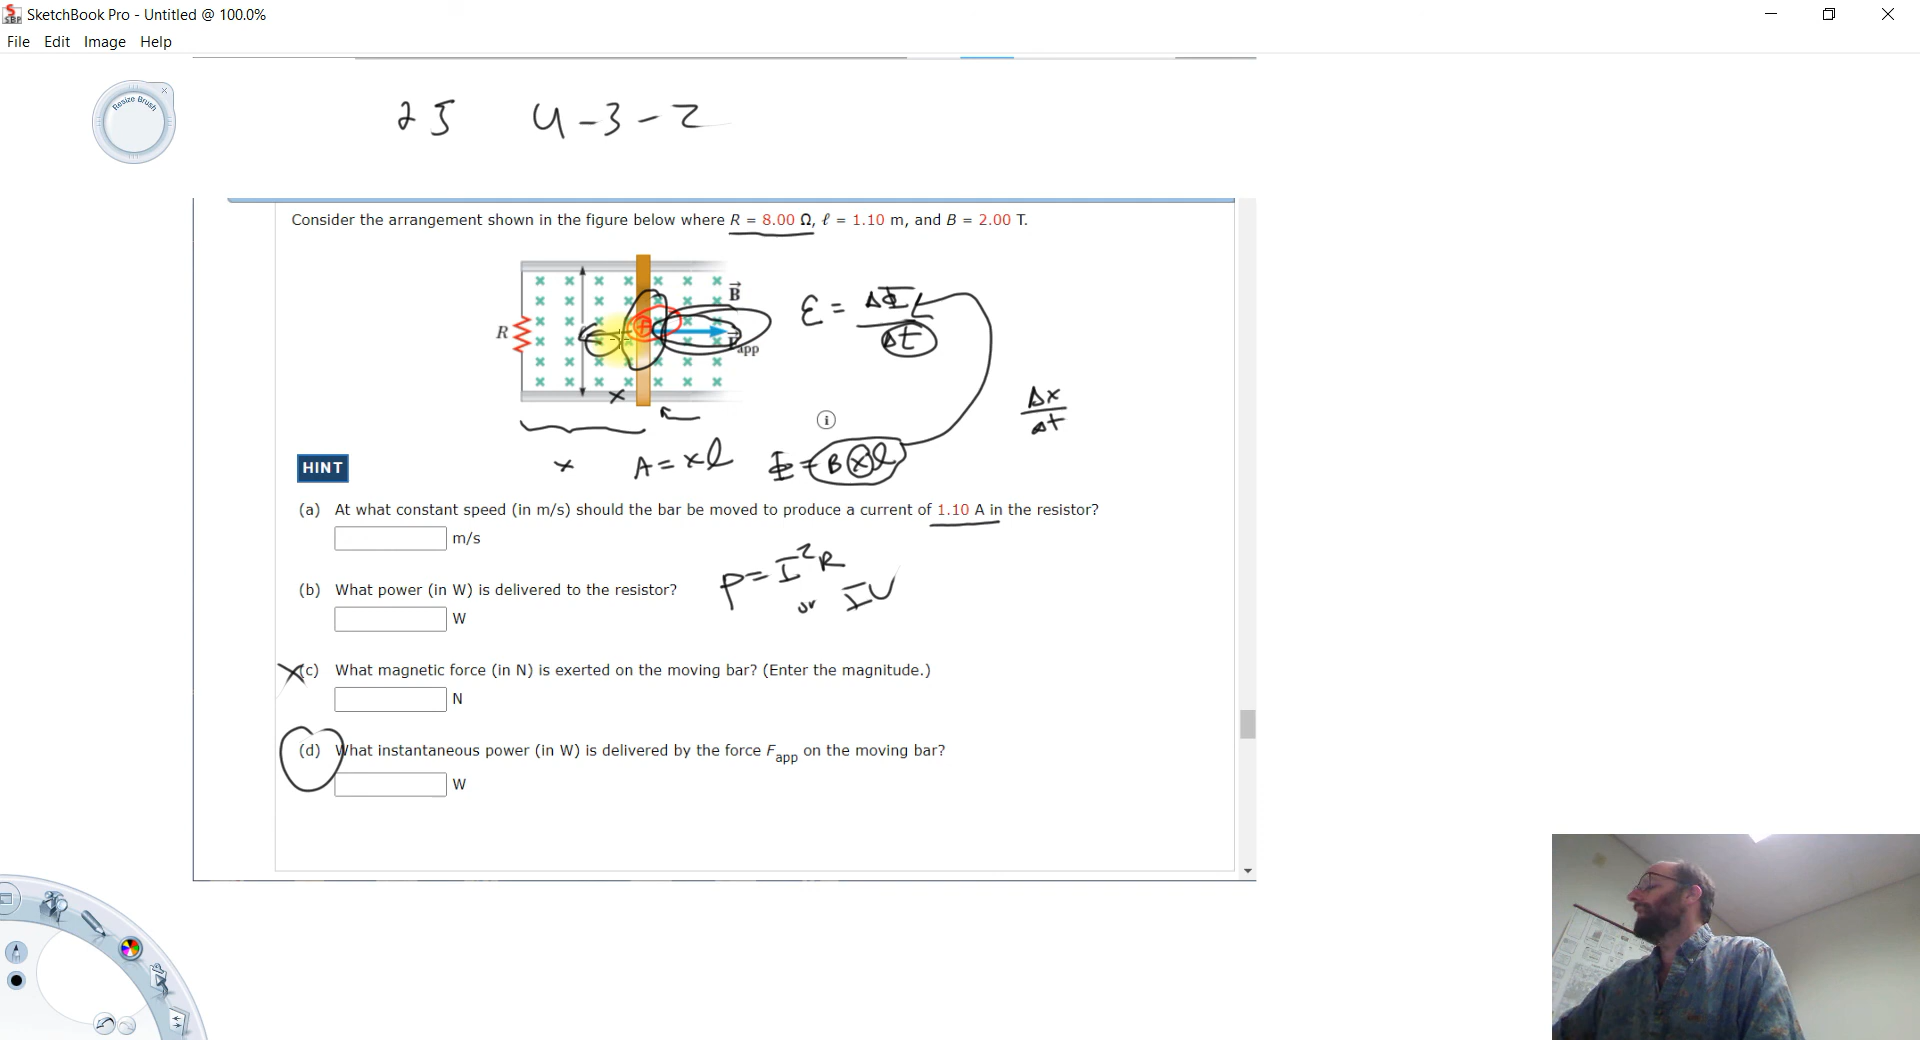 SketchBook Pro - Untitled @ 100.0%
File Edit Image Help
Resize Brush
25 4-3-2
Consider the arrangement shown in the figure below where R = 8.00 Ω, ℓ = 1.10 m, and B = 2.00 T.
B
R
app
ε = ΔΦ / Δt
Δx / Δt
x
i
x A = xℓ Φ = Bxℓ
HINT
(a) At what constant speed (in m/s) should the bar be moved to produce a current of 1.10 A in the resistor?
m/s
P = I²R
or IV
(b) What power (in W) is delivered to the resistor?
W
(c) What magnetic force (in N) is exerted on the moving bar? (Enter the magnitude.)
N
(d) What instantaneous power (in W) is delivered by the force Fapp on the moving bar?
W